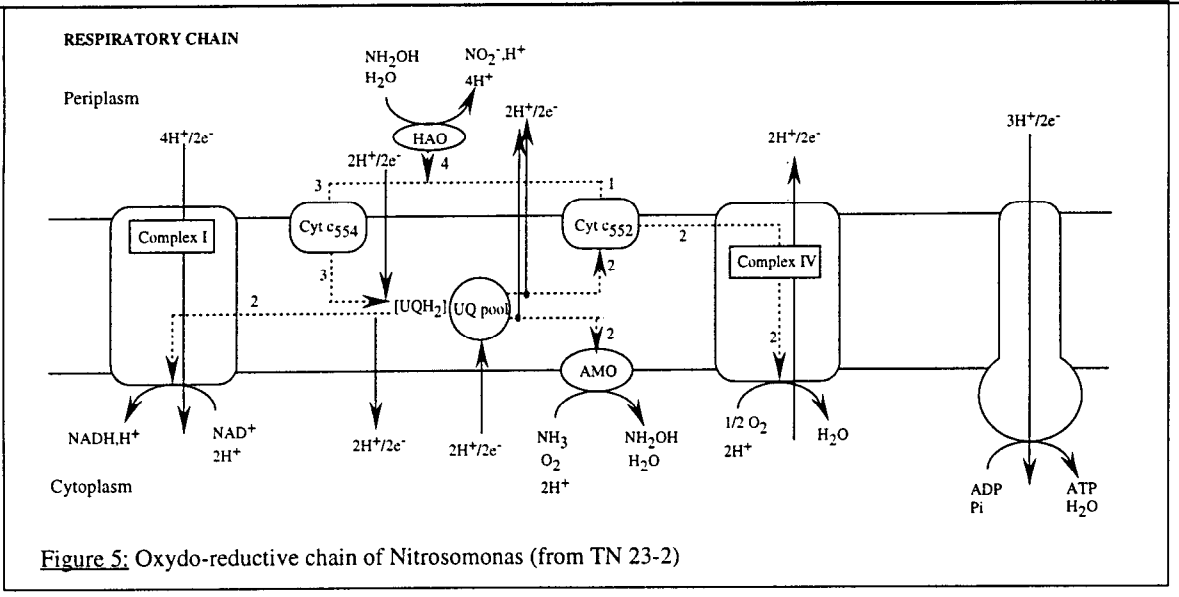 RESPIRATORY CHAIN
Periplasm
NH₂OH
H₂O
NO₂⁻.H⁺
4H⁺
HAO
4
4H⁺/2e⁻
2H⁺/2e⁻
2H⁺/2e⁻
2H⁺/2e⁻
3H⁺/2e⁻
3
1
Complex I
Cyt c₅₅₄
Cyt c₅₅₂
2
Complex IV
3
2
2
[UQH₂]
UQ pool
2
2
AMO
NADH,H⁺
NAD⁺
2H⁺
2H⁺/2e⁻
2H⁺/2e⁻
NH₃
O₂
2H⁺
NH₂OH
H₂O
1/2 O₂
2H⁺
H₂O
Cytoplasm
ADP
Pi
ATP
H₂O
Figure 5: Oxydo-reductive chain of Nitrosomonas (from TN 23-2)